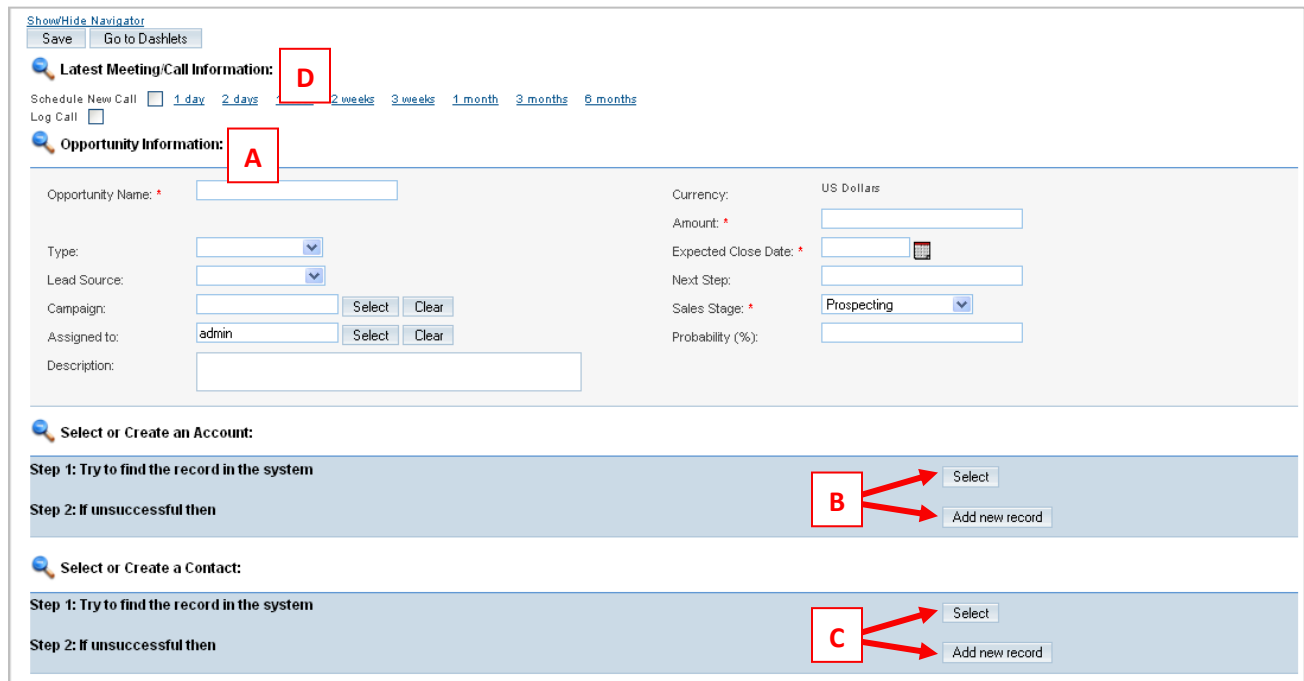 Show/Hide Navigator
Save Go to Dashlets
Latest Meeting/Call Information: D
Schedule New Call 1 day 2 days 2 weeks 3 weeks 1 month 3 months 6 months
Log Call
Opportunity Information: A
Opportunity Name: * Currency: US Dollars
Amount: *
Type: Expected Close Date: *
Lead Source: Next Step:
Campaign: Select Clear Sales Stage: * Prospecting
Assigned to: admin Select Clear Probability (%):
Description:
Select or Create an Account:
Step 1: Try to find the record in the system Select
B
Step 2: If unsuccessful then Add new record
Select or Create a Contact:
Step 1: Try to find the record in the system Select
C
Step 2: If unsuccessful then Add new record